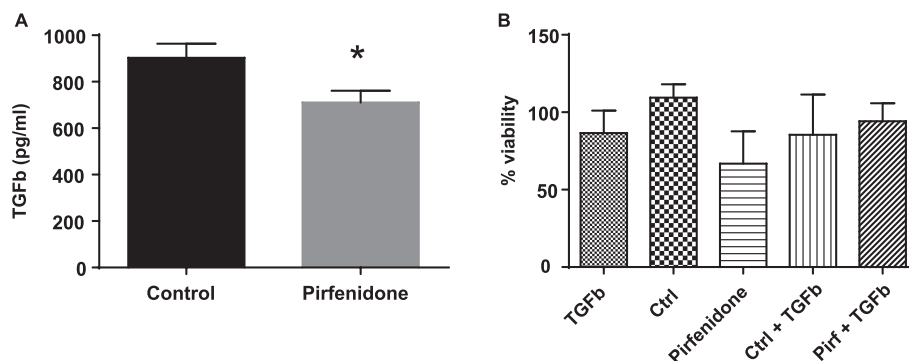 A
TGFb (pg/ml)
1000
800
600
400
200
0
*
Control
Pirfenidone
B
% viability
150
100
50
0
TGFb
Ctrl
Pirfenidone
Ctrl + TGFb
Pirf + TGFb